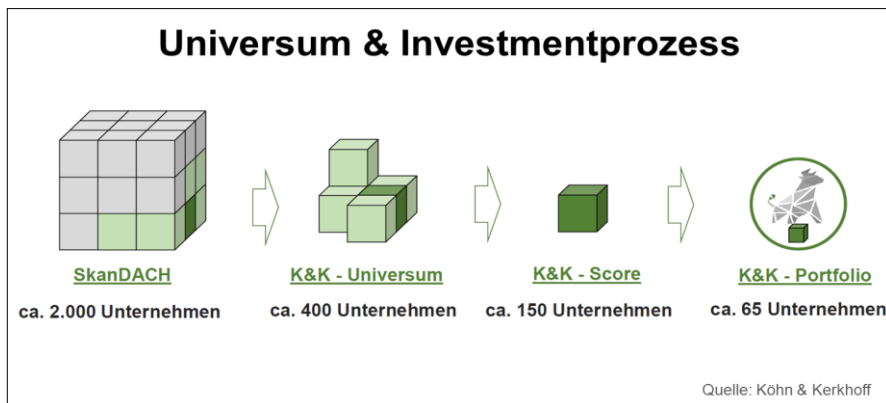 Universum & Investmentprozess
SkanDACH
K&K - Universum
K&K - Score
K&K - Portfolio
ca. 2.000 Unternehmen
ca. 400 Unternehmen
ca. 150 Unternehmen
ca. 65 Unternehmen
Quelle: Köhn & Kerkhoff